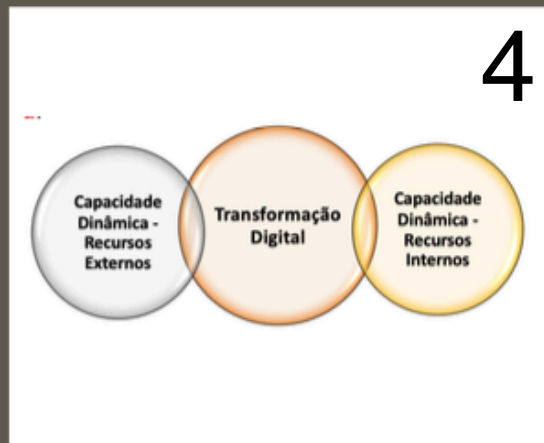 4
Capacidade
Dinâmica -
Recursos
Externos
Transformação
Digital
Capacidade
Dinâmica -
Recursos
Internos